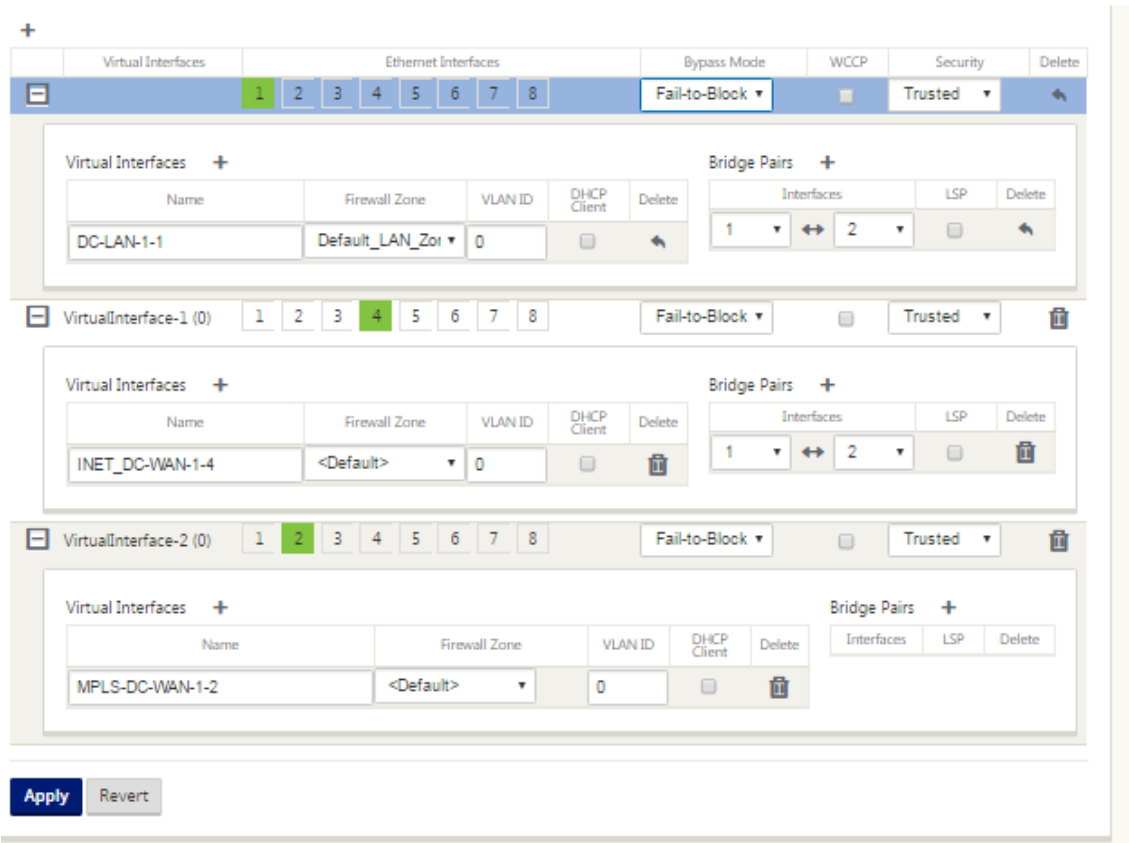 +
Virtual Interfaces Ethernet Interfaces Bypass Mode WCCP Security Delete
1 2 3 4 5 6 7 8 Fail-to-Block Trusted
Virtual Interfaces + Bridge Pairs +
Name Firewall Zone VLAN ID DHCP Client Delete Interfaces LSP Delete
DC-LAN-1-1 Default_LAN_Zor 0 1 2
VirtualInterface-1 (0) 1 2 3 4 5 6 7 8 Fail-to-Block Trusted
Virtual Interfaces + Bridge Pairs +
Name Firewall Zone VLAN ID DHCP Client Delete Interfaces LSP Delete
INET_DC-WAN-1-4 <Default> 0 1 2
VirtualInterface-2 (0) 1 2 3 4 5 6 7 8 Fail-to-Block Trusted
Virtual Interfaces + Bridge Pairs +
Name Firewall Zone VLAN ID DHCP Client Delete Interfaces LSP Delete
MPLS-DC-WAN-1-2 <Default> 0
Apply Revert